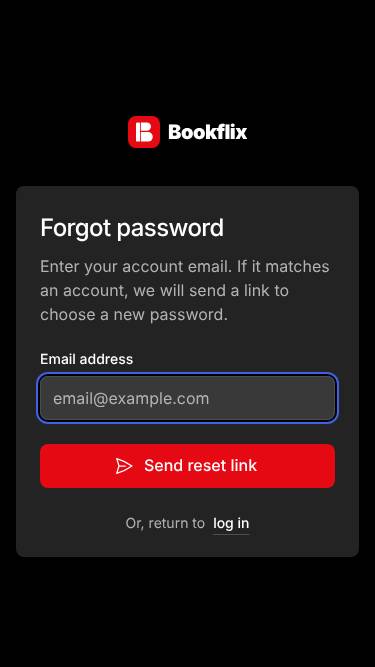 Bookflix
Forgot password
Enter your account email. If it matches
an account, we will send a link to
choose a new password.
Email address
email@example.com
Send reset link
Or, return to log in